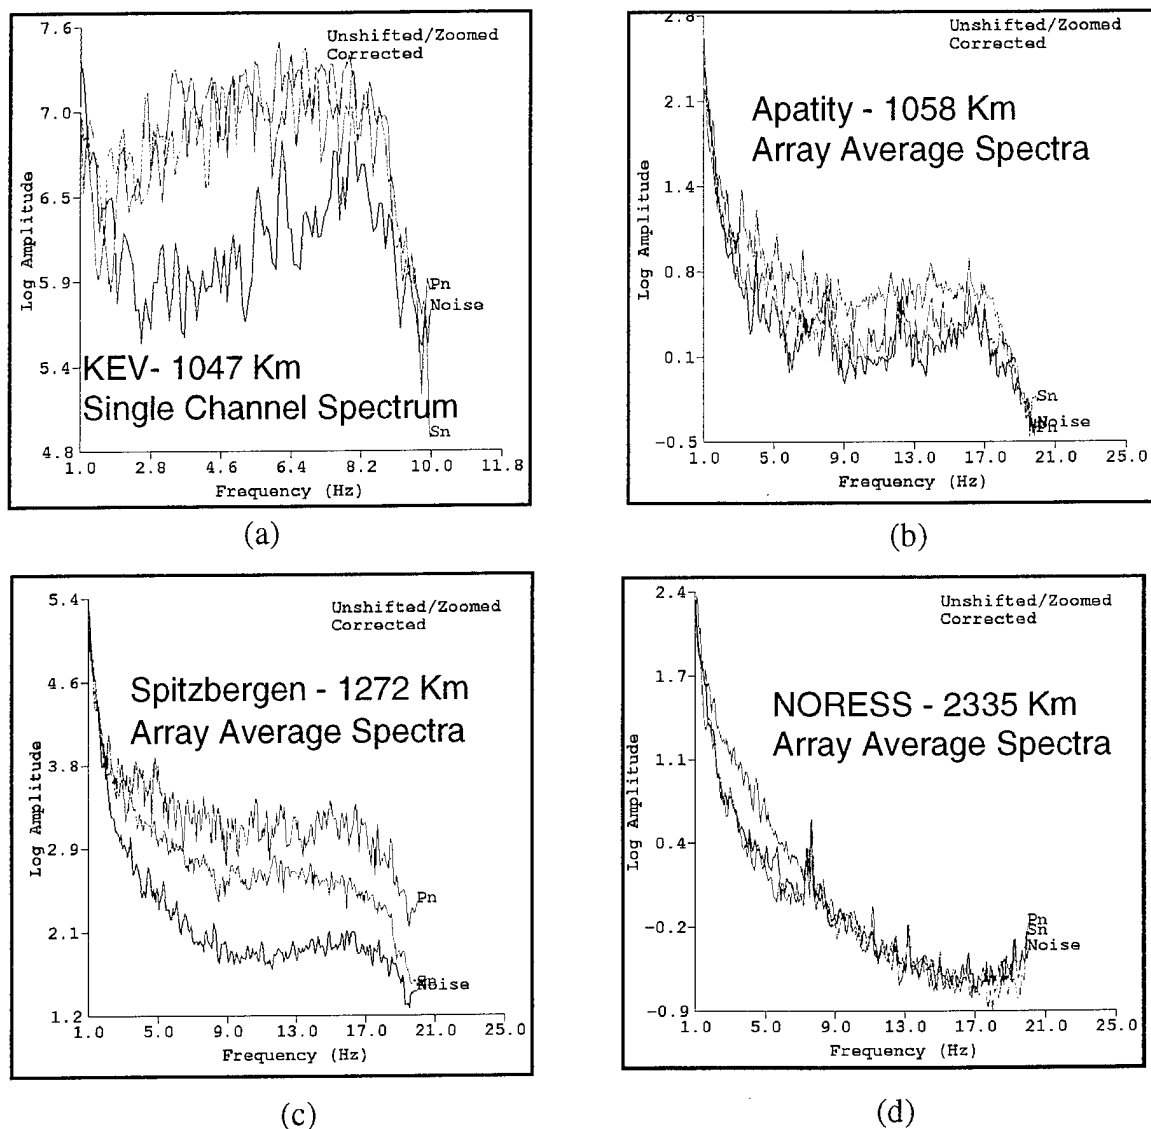 7.6
7.0
6.5
5.9
5.4
4.8
Log Amplitude
Unshifted/Zoomed
Corrected
Pn
Noise
Sn
KEV- 1047 Km
Single Channel Spectrum
1.0 2.8 4.6 6.4 8.2 10.0 11.8
Frequency (Hz)
(a)
2.8
2.1
1.4
0.8
0.1
-0.5
Log Amplitude
Unshifted/Zoomed
Corrected
Apatity - 1058 Km
Array Average Spectra
Sn
Noise
Pn
1.0 5.0 9.0 13.0 17.0 21.0 25.0
Frequency (Hz)
(b)
5.4
4.6
3.8
2.9
2.1
1.2
Log Amplitude
Unshifted/Zoomed
Corrected
Spitzbergen - 1272 Km
Array Average Spectra
Pn
Sn
Noise
1.0 5.0 9.0 13.0 17.0 21.0 25.0
Frequency (Hz)
(c)
2.4
1.7
1.1
0.4
-0.2
-0.9
Log Amplitude
Unshifted/Zoomed
Corrected
NORESS - 2335 Km
Array Average Spectra
Pn
Sn
Noise
1.0 5.0 9.0 13.0 17.0 21.0 25.0
Frequency (Hz)
(d)